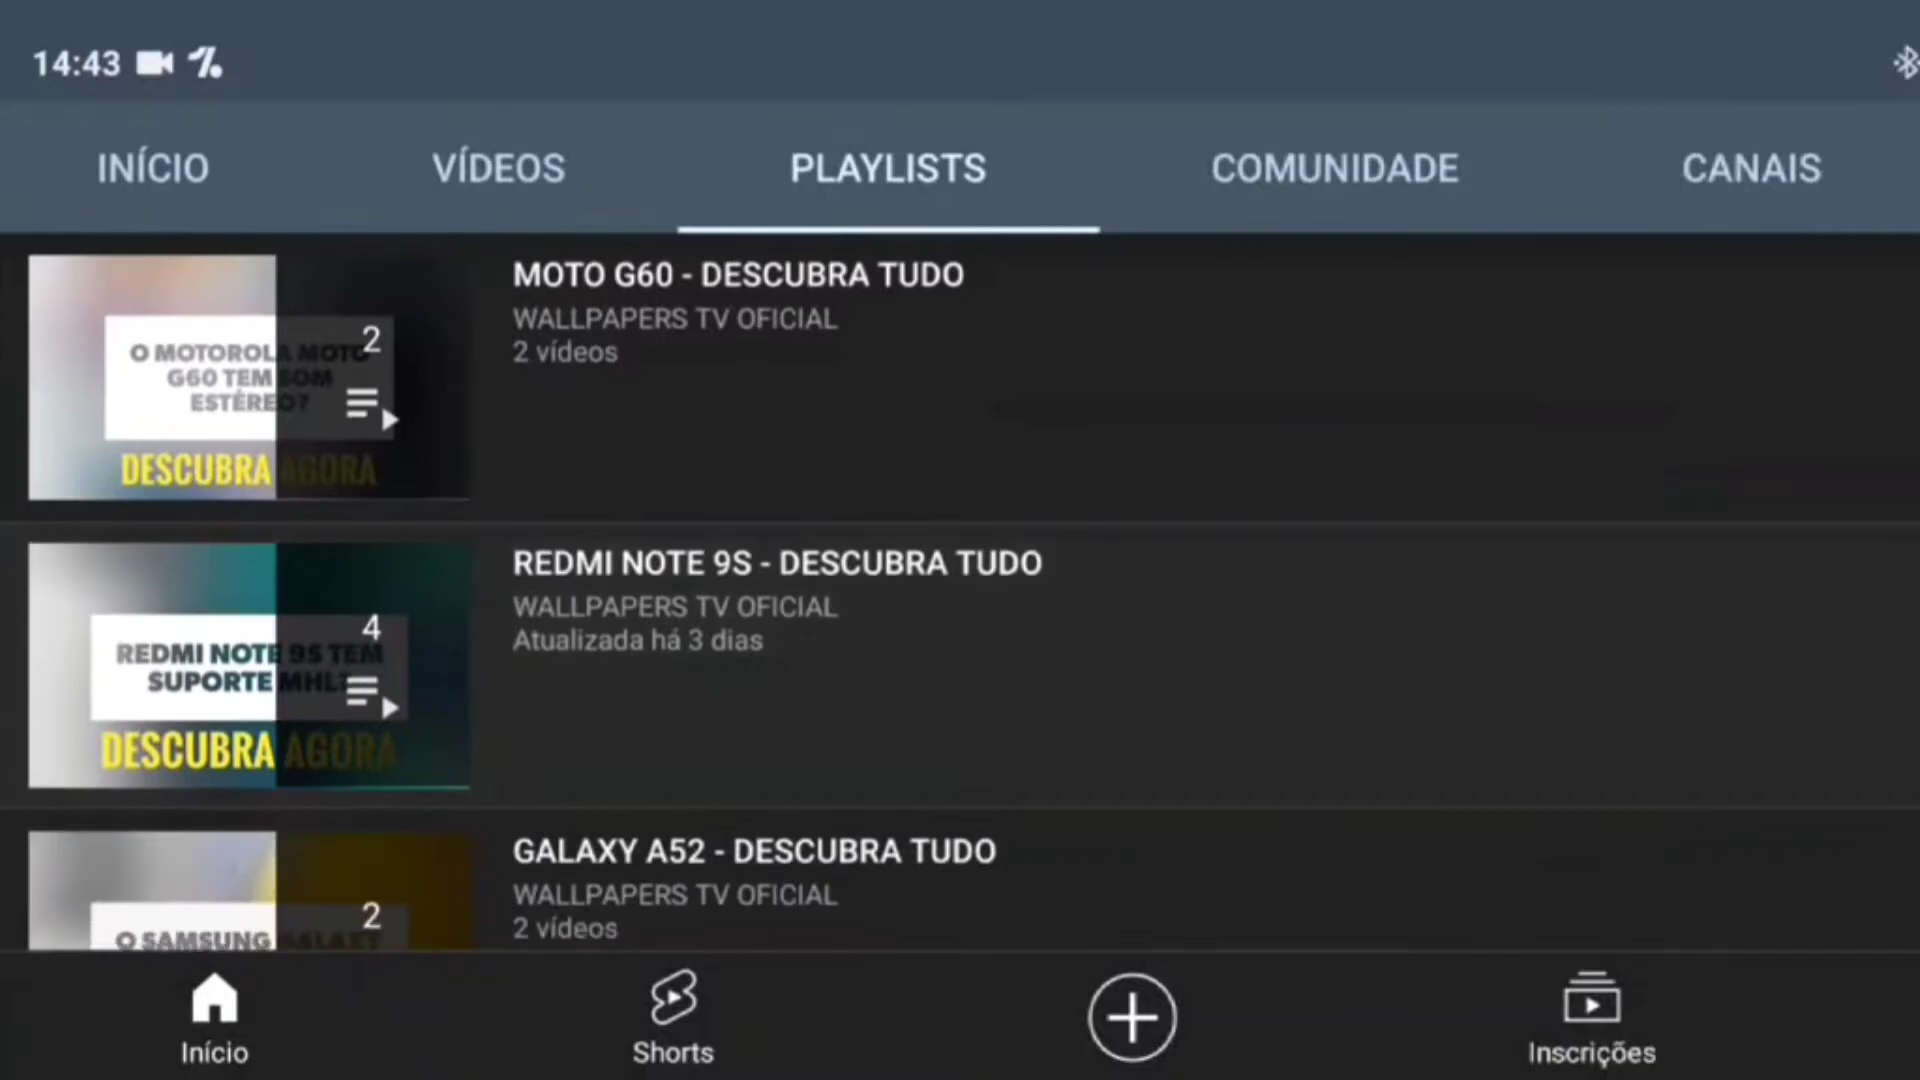 14:43
INÍCIO
VÍDEOS
PLAYLISTS
COMUNIDADE
CANAIS
2
O MOTOROLA MOTO
G60 TEM SOM
ESTÉREO?
DESCUBRA AGORA
MOTO G60 - DESCUBRA TUDO
WALLPAPERS TV OFICIAL
2 vídeos
4
REDMI NOTE 9S TEM
SUPORTE MHL?
DESCUBRA AGORA
REDMI NOTE 9S - DESCUBRA TUDO
WALLPAPERS TV OFICIAL
Atualizada há 3 dias
2
O SAMSUNG GALAXY
GALAXY A52 - DESCUBRA TUDO
WALLPAPERS TV OFICIAL
2 vídeos
Início
Shorts
Inscrições